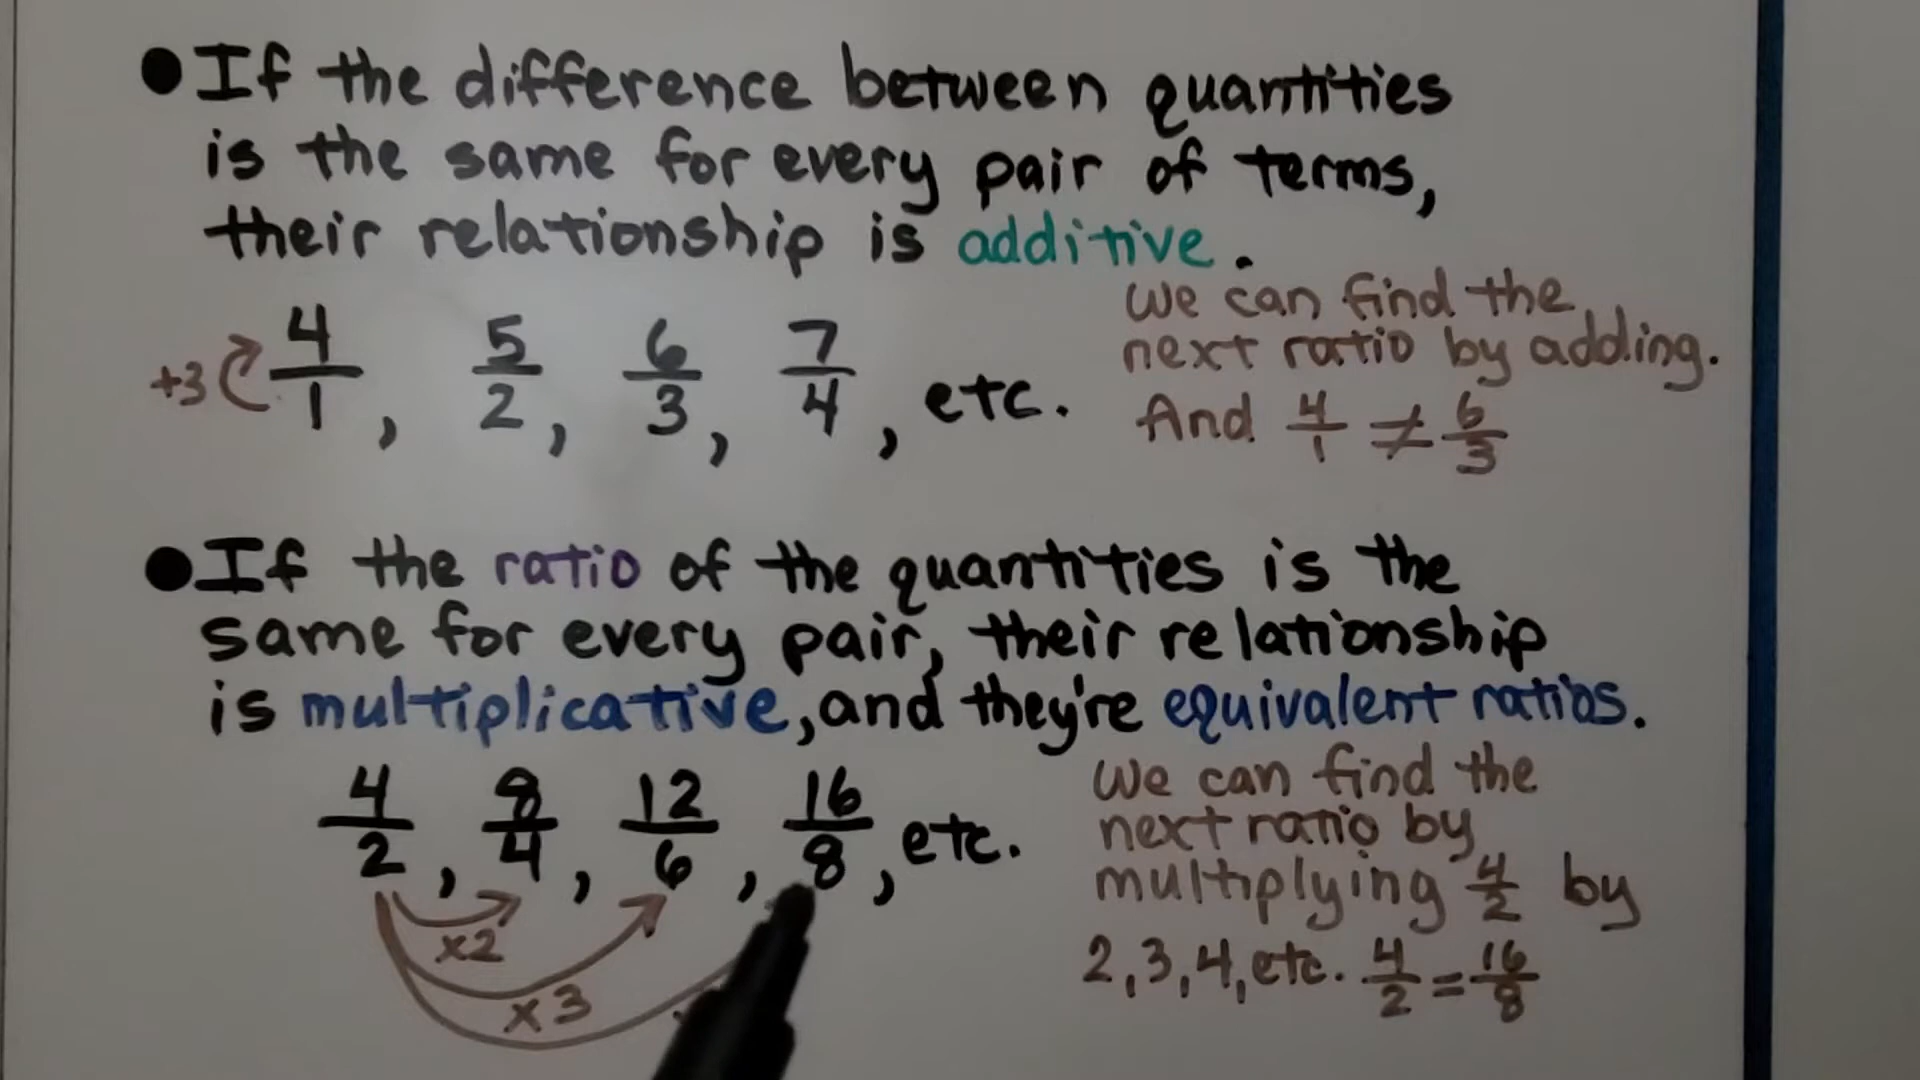 ● If the difference between quantities
is the same for every pair of terms,
their relationship is additive.
+3 4/1, 5/2, 6/3, 7/4, etc.
We can find the
next ratio by adding.
And 4/1 ≠ 6/3
● If the ratio of the quantities is the
same for every pair, their relationship
is multiplicative, and they're equivalent ratios.
4/2, 8/4, 12/6, 16/8, etc.
x2
x3
We can find the
next ratio by
multiplying 4/2 by
2, 3, 4, etc. 4/2 = 16/8